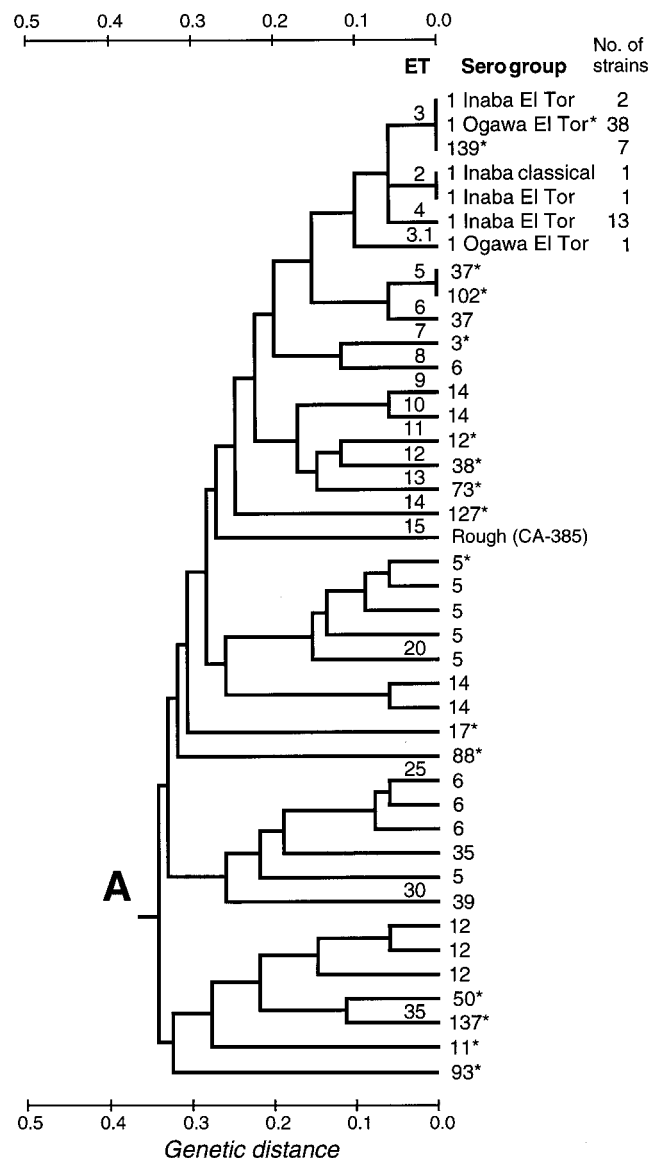 0.5 0.4 0.3 0.2 0.1 0.0
No. of
ET Serogroup strains
1 Inaba El Tor 2
3 1 Ogawa El Tor* 38
139* 7
2 1 Inaba classical 1
1 Inaba El Tor 1
4 1 Inaba El Tor 13
3.1 1 Ogawa El Tor 1
5 37*
102*
6 37
7 3*
8 6
9 14
10 14
11 12*
12 38*
13 73*
14 127*
15 Rough (CA-385)
5*
5
5
5
20 5
14
14
17*
88*
25 6
6
6
35
5
A 30 39
12
12
12
50*
35 137*
11*
93*
0.5 0.4 0.3 0.2 0.1 0.0
Genetic distance